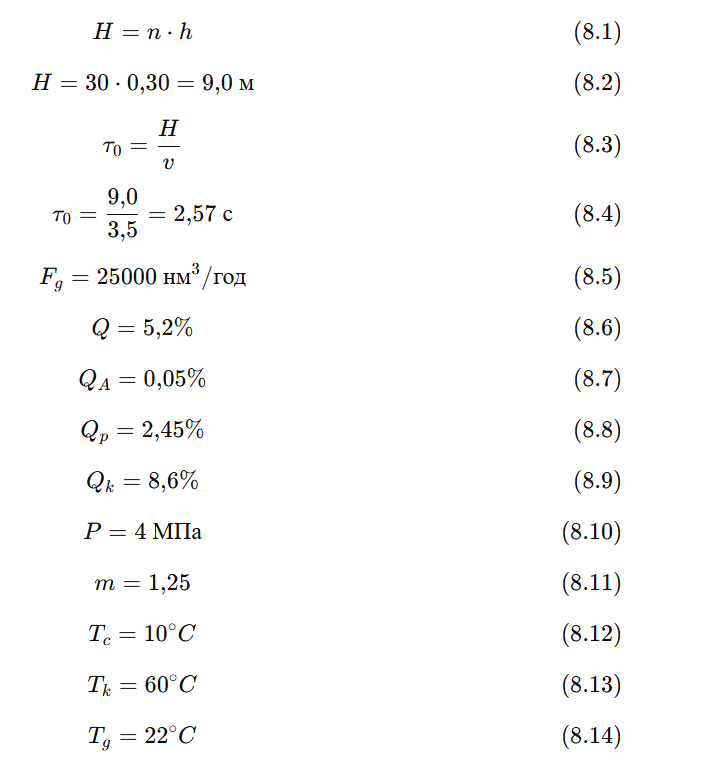 H = n · h (8.1)
H = 30 · 0,30 = 9,0 м (8.2)
τ₀ = H/v (8.3)
τ₀ = 9,0/3,5 = 2,57 с (8.4)
F_g = 25000 нм³/год (8.5)
Q = 5,2% (8.6)
Q_A = 0,05% (8.7)
Q_p = 2,45% (8.8)
Q_k = 8,6% (8.9)
P = 4 МПа (8.10)
m = 1,25 (8.11)
T_c = 10°C (8.12)
T_k = 60°C (8.13)
T_g = 22°C (8.14)